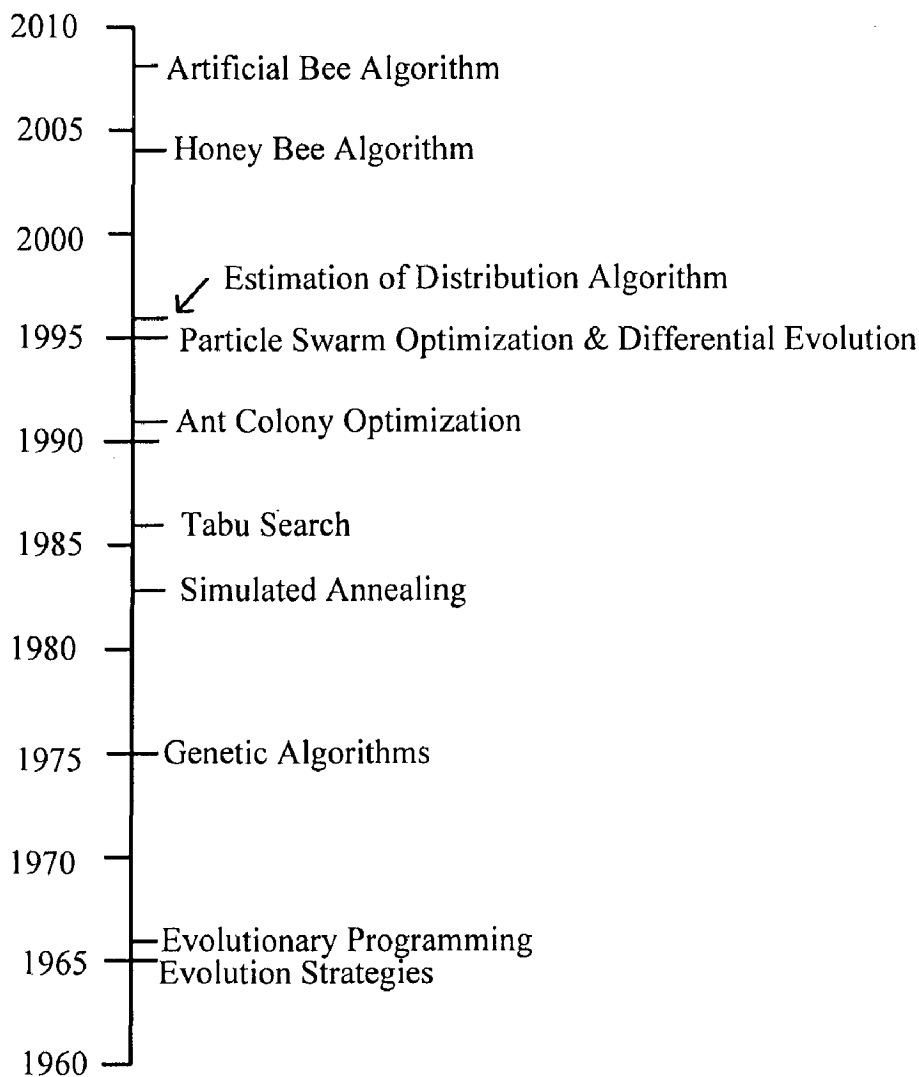 2010
Artificial Bee Algorithm
2005
Honey Bee Algorithm
2000
Estimation of Distribution Algorithm
1995
Particle Swarm Optimization & Differential Evolution
Ant Colony Optimization
1990
Tabu Search
1985
Simulated Annealing
1980
1975
Genetic Algorithms
1970
Evolutionary Programming
1965
Evolution Strategies
1960